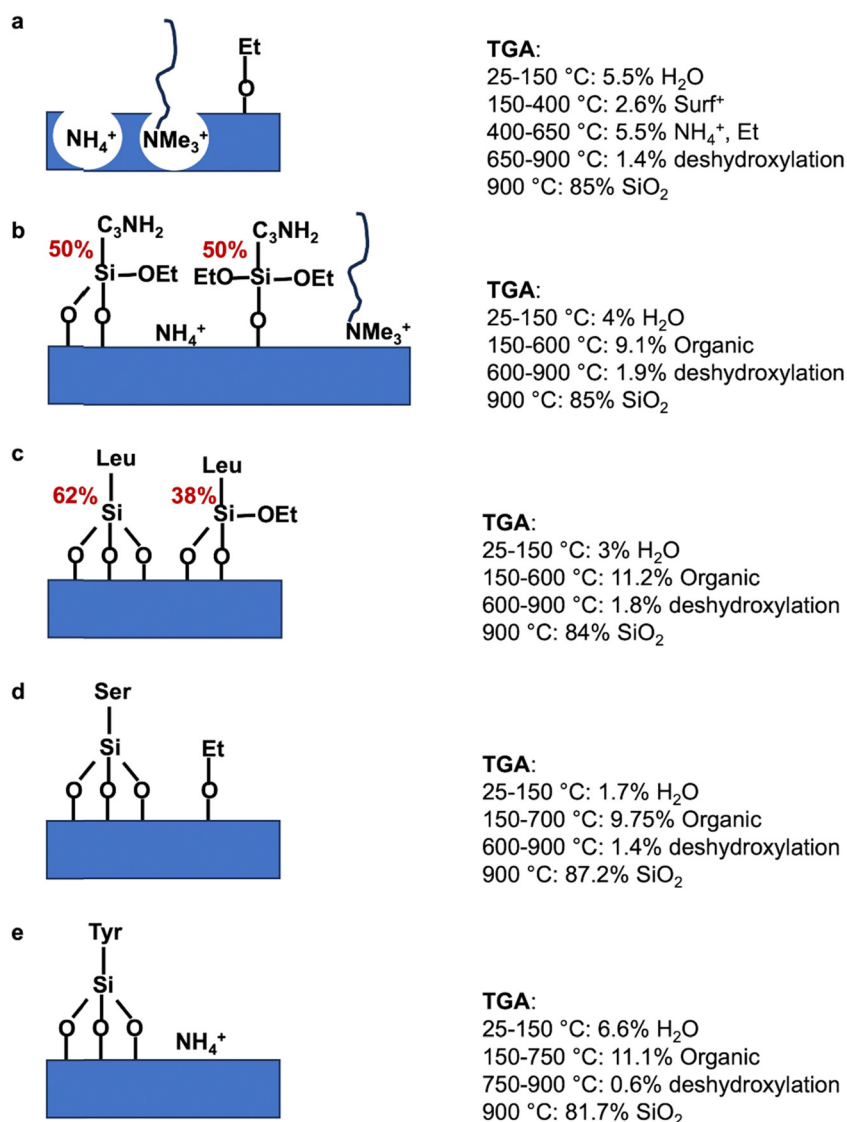 a
Et
O
NH₄⁺
NMe₃⁺
TGA:
25-150 °C: 5.5% H₂O
150-400 °C: 2.6% Surf⁺
400-650 °C: 5.5% NH₄⁺, Et
650-900 °C: 1.4% deshydroxylation
900 °C: 85% SiO₂
b
C₃NH₂ C₃NH₂
50% 50%
Si—OEt EtO—Si—OEt
O O NH₄⁺ O NMe₃⁺
TGA:
25-150 °C: 4% H₂O
150-600 °C: 9.1% Organic
600-900 °C: 1.9% deshydroxylation
900 °C: 85% SiO₂
c
Leu Leu
62% 38%
Si Si—OEt
O O O O O
TGA:
25-150 °C: 3% H₂O
150-600 °C: 11.2% Organic
600-900 °C: 1.8% deshydroxylation
900 °C: 84% SiO₂
d
Ser
Si Et
O O O O
TGA:
25-150 °C: 1.7% H₂O
150-700 °C: 9.75% Organic
600-900 °C: 1.4% deshydroxylation
900 °C: 87.2% SiO₂
e
Tyr
Si
O O O NH₄⁺
TGA:
25-150 °C: 6.6% H₂O
150-750 °C: 11.1% Organic
750-900 °C: 0.6% deshydroxylation
900 °C: 81.7% SiO₂